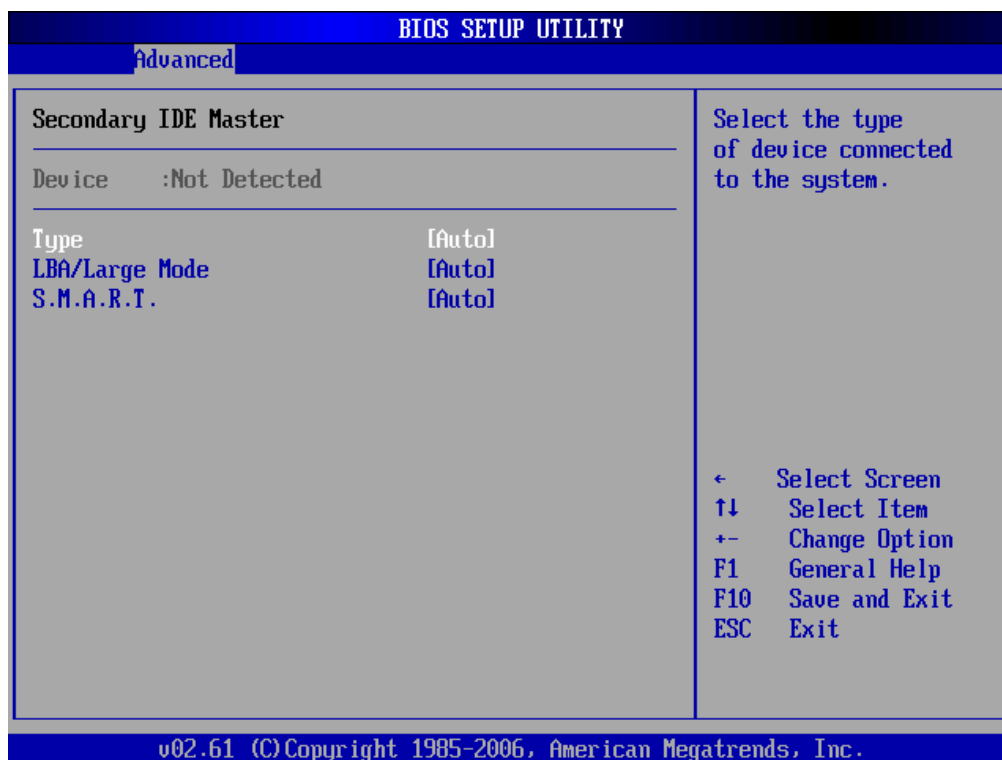 BIOS SETUP UTILITY
Advanced
Secondary IDE Master
Device :Not Detected
Type [Auto]
LBA/Large Mode [Auto]
S.M.A.R.T. [Auto]
Select the type
of device connected
to the system.
← Select Screen
↑↓ Select Item
+- Change Option
F1 General Help
F10 Save and Exit
ESC Exit
v02.61 (C)Copyright 1985-2006, American Megatrends, Inc.